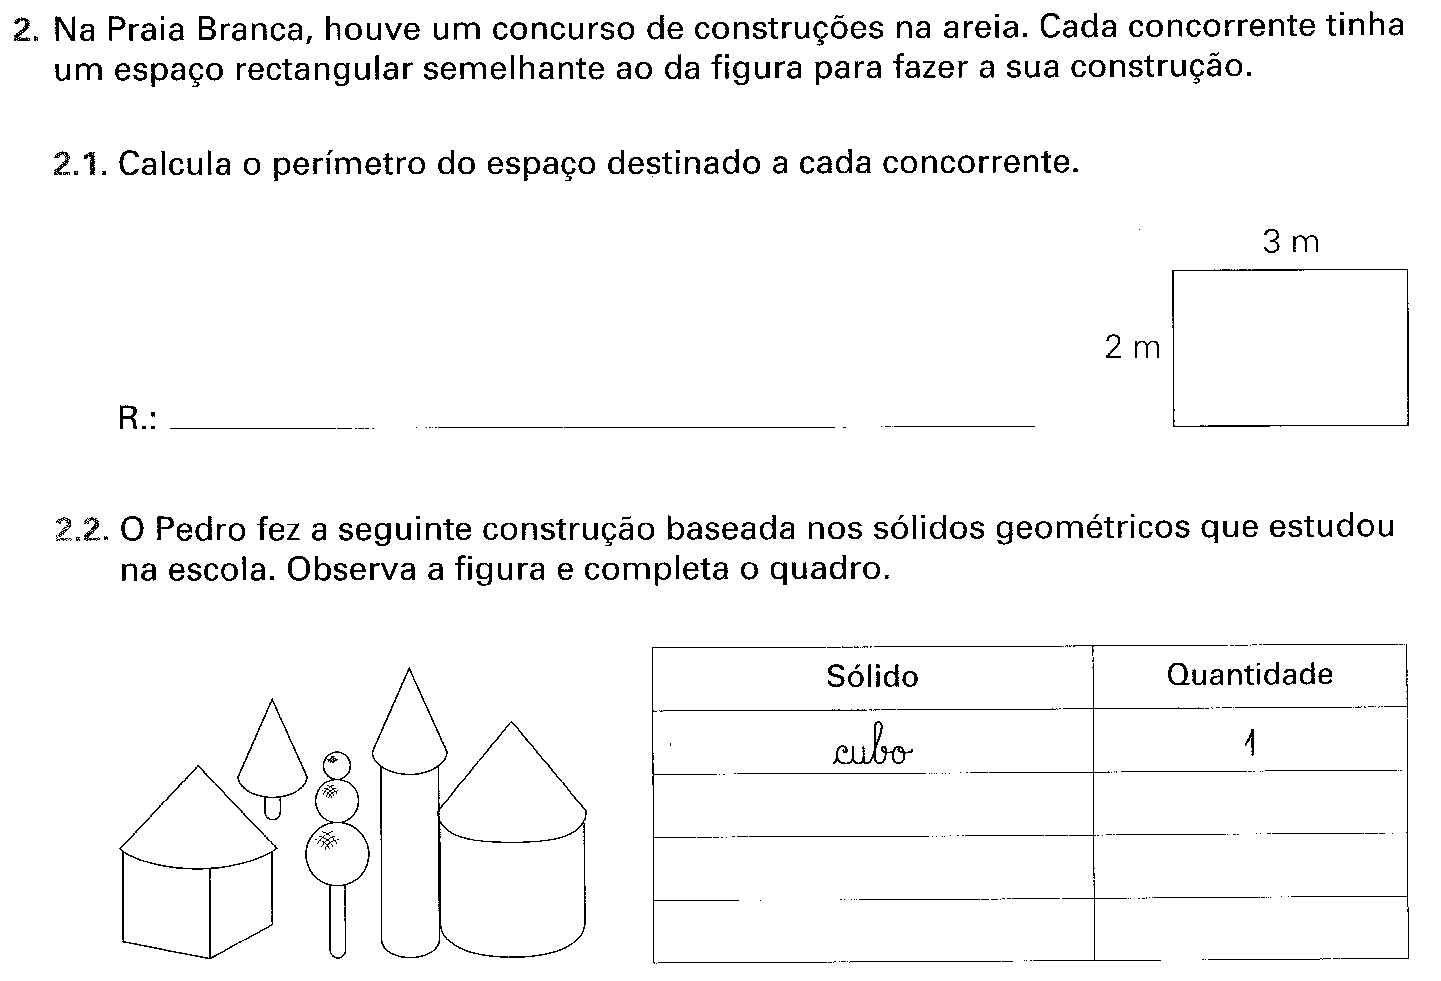 2. Na Praia Branca, houve um concurso de construções na areia. Cada concorrente tinha
um espaço rectangular semelhante ao da figura para fazer a sua construção.
2.1. Calcula o perímetro do espaço destinado a cada concorrente.
3 m
2 m
R.:
2.2. O Pedro fez a seguinte construção baseada nos sólidos geométricos que estudou
na escola. Observa a figura e completa o quadro.
Sólido Quantidade
cubo 1